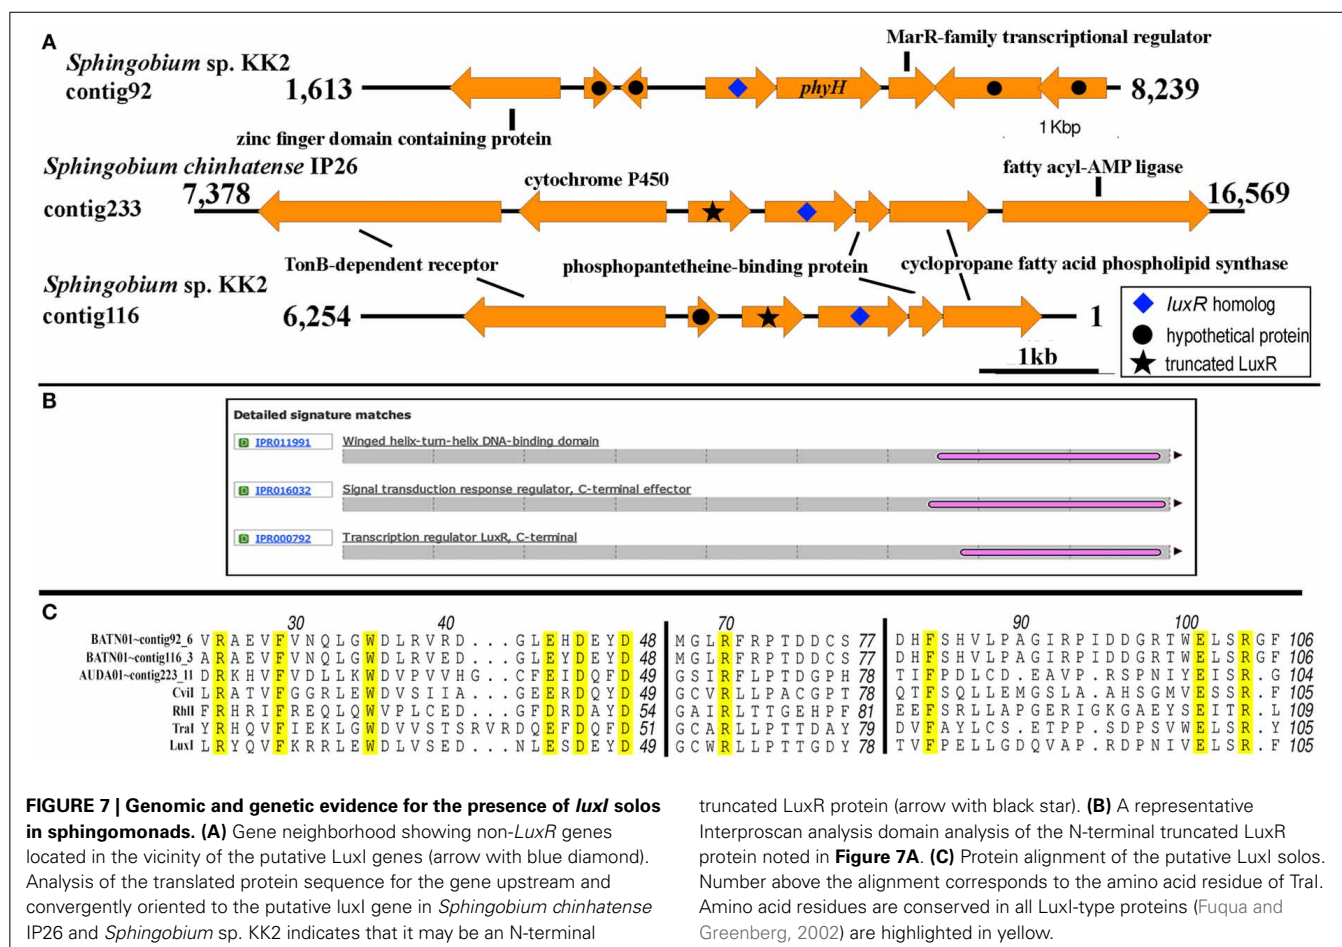 A
MarR-family transcriptional regulator
Sphingobium sp. KK2
contig92
1,613
phyH
8,239
zinc finger domain containing protein
1 Kbp
Sphingobium chinhatense IP26
7,378
cytochrome P450
fatty acyl-AMP ligase
16,569
contig233
TonB-dependent receptor
phosphopantetheine-binding protein
cyclopropane fatty acid phospholipid synthase
Sphingobium sp. KK2
contig116
6,254
1
luxR homolog
hypothetical protein
truncated LuxR
1kb
B
Detailed signature matches
D IPR011991 Winged helix-turn-helix DNA-binding domain
D IPR016032 Signal transduction response regulator, C-terminal effector
D IPR000792 Transcription regulator LuxR, C-terminal
C
30 40 70 90 100
BATN01~contig92_6 V R A E V F V N Q L G W D L R V R D . . . G L E H D E Y D 48 M G L R F R P T D D C S 77 D H F S H V L P A G I R P I D D G R T W E L S R G F 106
BATN01~contig116_3 A R A E V F V N Q L G W D L R V E D . . . G L E Y D E Y D 48 M G L R F R P T D D C S 77 D H F S H V L P A G I R P I D D G R T W E L S R G F 106
AUDA01~contig223_11 D R K H V F V D L L K W D V P V V H G . . C F E I D Q F D 49 G S I R F L P T D G P H 78 T I F P D L C D . E A V P . R S P N I Y E I S R . G 104
CviI L R A T V F G G R L E W D V S I I A . . . G E E R D Q Y D 49 G C V R L L P A C G P T 78 Q T F S Q L L E M G S L A . A H S G M V E S S R . F 105
RhlI F R H R I F R E Q L Q W V P L C E D . . . G F D R D A Y D 54 G A I R L T T G E H P F 81 E E F S R L L A P G E R I G K G A E Y S E I T R . L 109
TraI Y R H Q V F I E K L G W D V V S T S R V R D Q E F D Q F D 51 G C A R L L P T T D A Y 79 D V F A Y L C S . E T P P . S D P S V W E L S R . Y 105
LuxI L R Y Q V F K R R L E W D L V S E D . . . N L E S D E Y D 49 G C W R L L P T T G D Y 78 T V F P E L L G D Q V A P . R D P N I V E L S R . F 105
FIGURE 7 | Genomic and genetic evidence for the presence of luxI solos
in sphingomonads. (A) Gene neighborhood showing non-LuxR genes
located in the vicinity of the putative LuxI genes (arrow with blue diamond).
Analysis of the translated protein sequence for the gene upstream and
convergently oriented to the putative luxI gene in Sphingobium chinhatense
IP26 and Sphingobium sp. KK2 indicates that it may be an N-terminal
truncated LuxR protein (arrow with black star). (B) A representative
Interproscan analysis domain analysis of the N-terminal truncated LuxR
protein noted in Figure 7A. (C) Protein alignment of the putative LuxI solos.
Number above the alignment corresponds to the amino acid residue of TraI.
Amino acid residues are conserved in all LuxI-type proteins (Fuqua and
Greenberg, 2002) are highlighted in yellow.